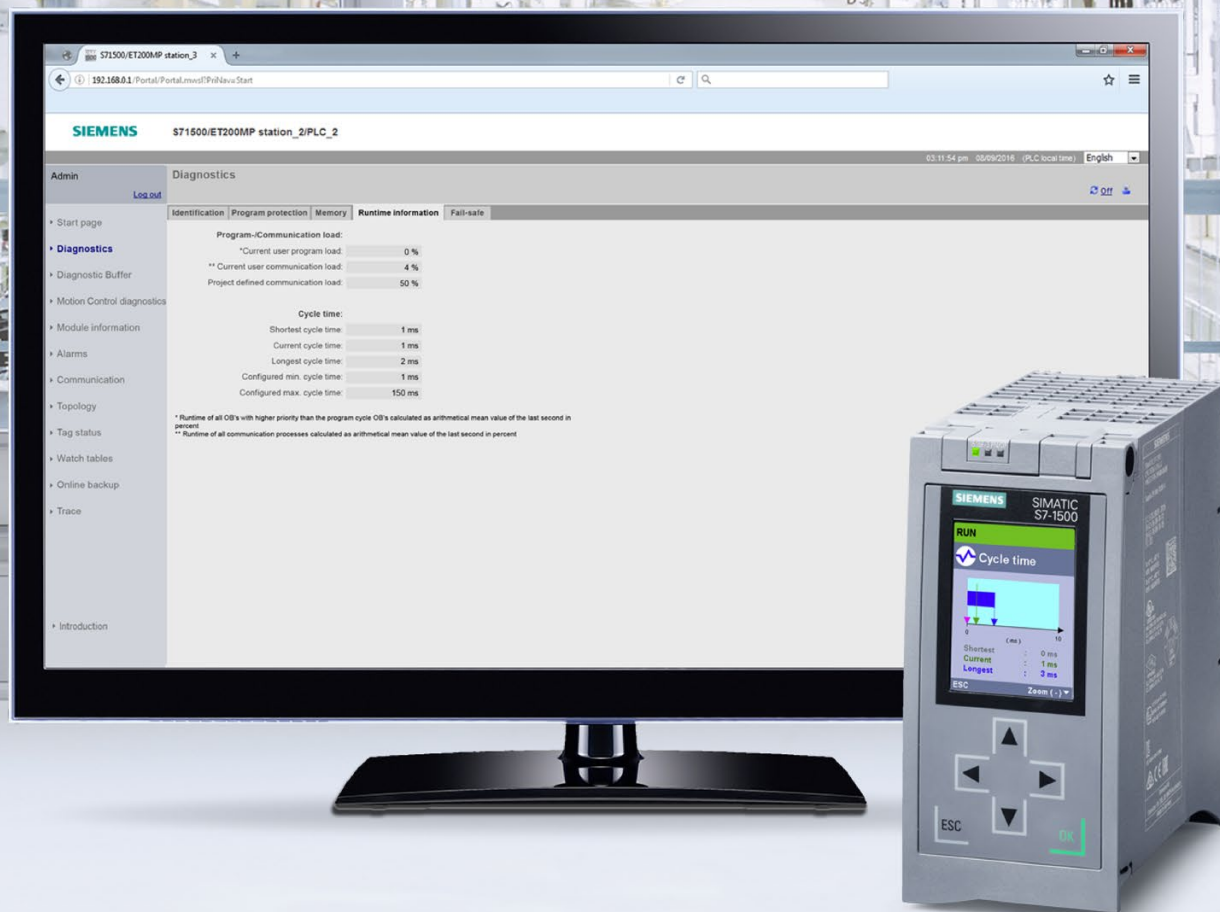 S71500/ET200MP station_3
192.168.0.1/Portal/Portal.mwsl?PriNav=Start
SIEMENS S71500/ET200MP station_2/PLC_2
03:11:54 pm 08/09/2016 (PLC local time) English
Admin Diagnostics
Log out Off
Identification Program protection Memory Runtime information Fail-safe
Start page
Diagnostics
Diagnostic Buffer
Motion Control diagnostics
Module information
Alarms
Communication
Topology
Tag status
Watch tables
Online backup
Trace
Introduction
Program-/Communication load:
*Current user program load: 0 %
** Current user communication load: 4 %
Project defined communication load: 50 %
Cycle time:
Shortest cycle time: 1 ms
Current cycle time: 1 ms
Longest cycle time: 2 ms
Configured min. cycle time: 1 ms
Configured max. cycle time: 150 ms
* Runtime of all OB's with higher priority than the program cycle OB's calculated as arithmetical mean value of the last second in
percent
** Runtime of all communication processes calculated as arithmetical mean value of the last second in percent
SIEMENS
SIMATIC
S7-1500
RUN
Cycle time
0 (ms) 10
Shortest : 0 ms
Current : 1 ms
Longest : 3 ms
ESC Zoom (-)
ESC OK